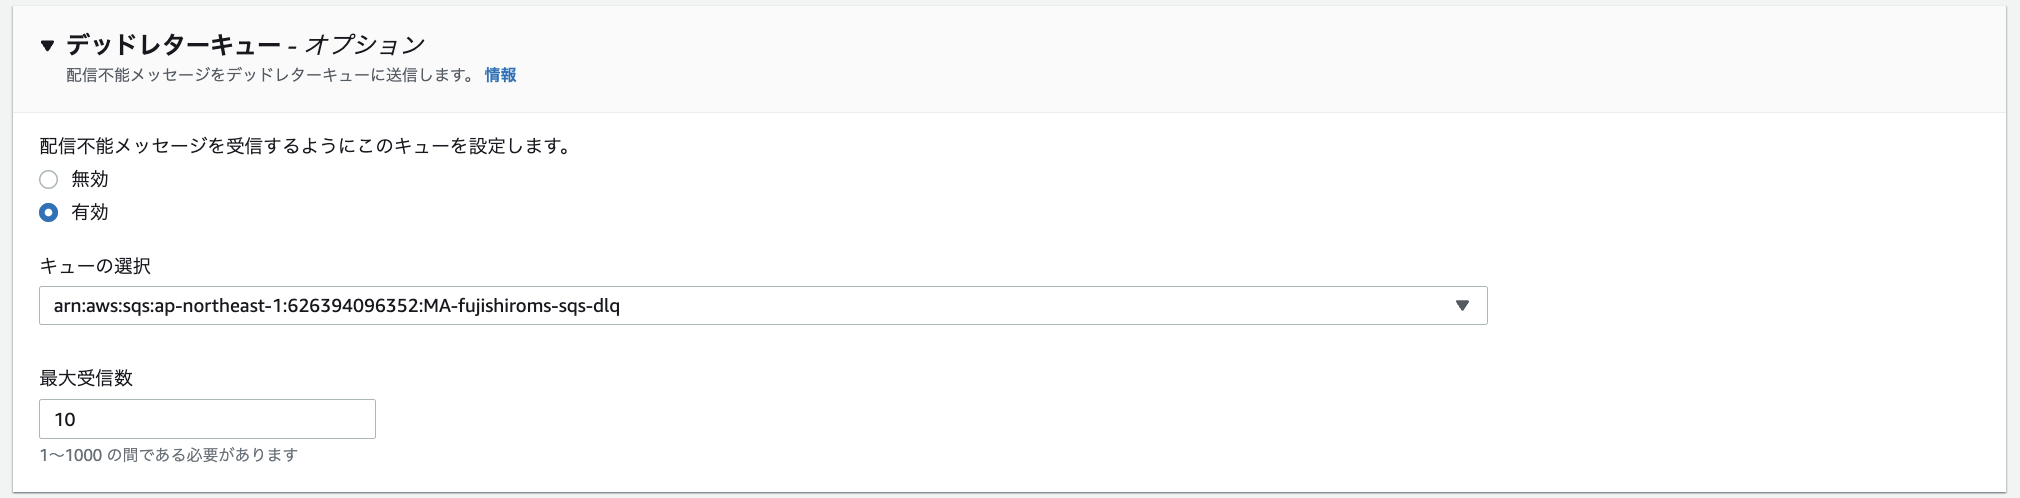 ▼ デッドレターキュー - オプション
配信不能メッセージをデッドレターキューに送信します。 情報
配信不能メッセージを受信するようにこのキューを設定します。
無効
有効
キューの選択
arn:aws:sqs:ap-northeast-1:626394096352:MA-fujishiroms-sqs-dlq
最大受信数
10
1～1000 の間である必要があります